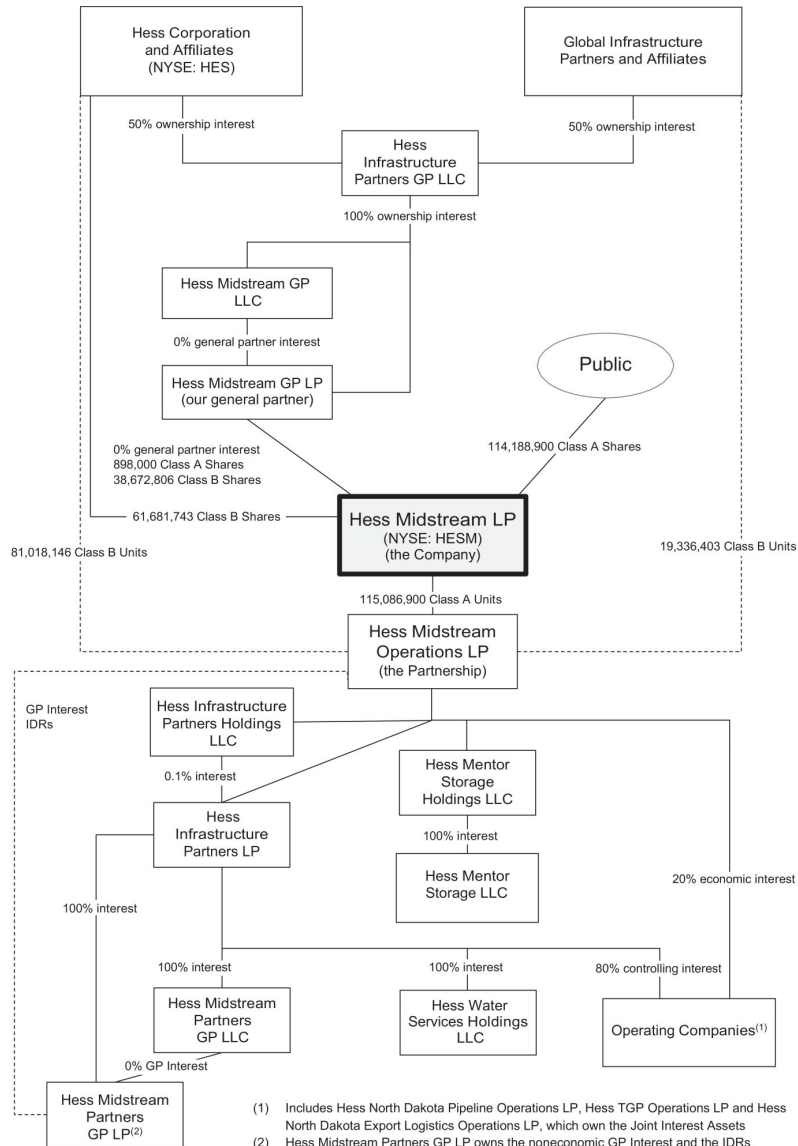 Hess Corporation
and Affiliates
(NYSE: HES)
Global Infrastructure
Partners and Affiliates
50% ownership interest
50% ownership interest
Hess
Infrastructure
Partners GP LLC
100% ownership interest
Hess Midstream GP
LLC
0% general partner interest
Hess Midstream GP LP
(our general partner)
Public
0% general partner interest
898,000 Class A Shares
38,672,806 Class B Shares
114,188,900 Class A Shares
61,681,743 Class B Shares
Hess Midstream LP
(NYSE: HESM)
(the Company)
81,018,146 Class B Units
19,336,403 Class B Units
115,086,900 Class A Units
Hess Midstream
Operations LP
(the Partnership)
GP Interest
IDRs
Hess Infrastructure
Partners Holdings
LLC
0.1% interest
Hess Mentor
Storage
Holdings LLC
Hess
Infrastructure
Partners LP
100% interest
Hess Mentor
Storage LLC
20% economic interest
100% interest
100% interest
100% interest
80% controlling interest
Hess Midstream
Partners
GP LLC
Hess Water
Services Holdings
LLC
Operating Companies(1)
0% GP Interest
Hess Midstream
Partners
GP LP(2)
(1) Includes Hess North Dakota Pipeline Operations LP, Hess TGP Operations LP and Hess
North Dakota Export Logistics Operations LP, which own the Joint Interest Assets
(2) Hess Midstream Partners GP LP owns the noneconomic GP Interest and the IDRs